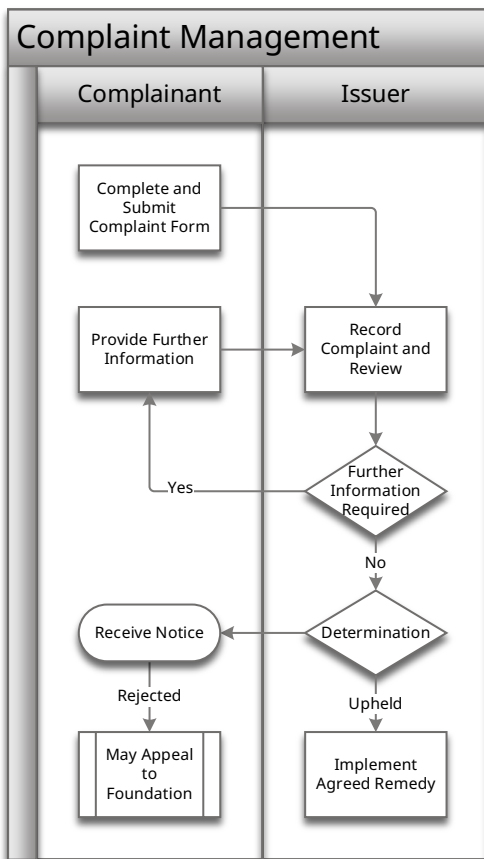 Complaint Management
Complainant
Issuer
Complete and
Submit
Complaint Form
Provide Further
Information
Record
Complaint and
Review
Further
Information
Required
Yes
No
Receive Notice
Determination
Rejected
Upheld
May Appeal
to
Foundation
Implement
Agreed Remedy